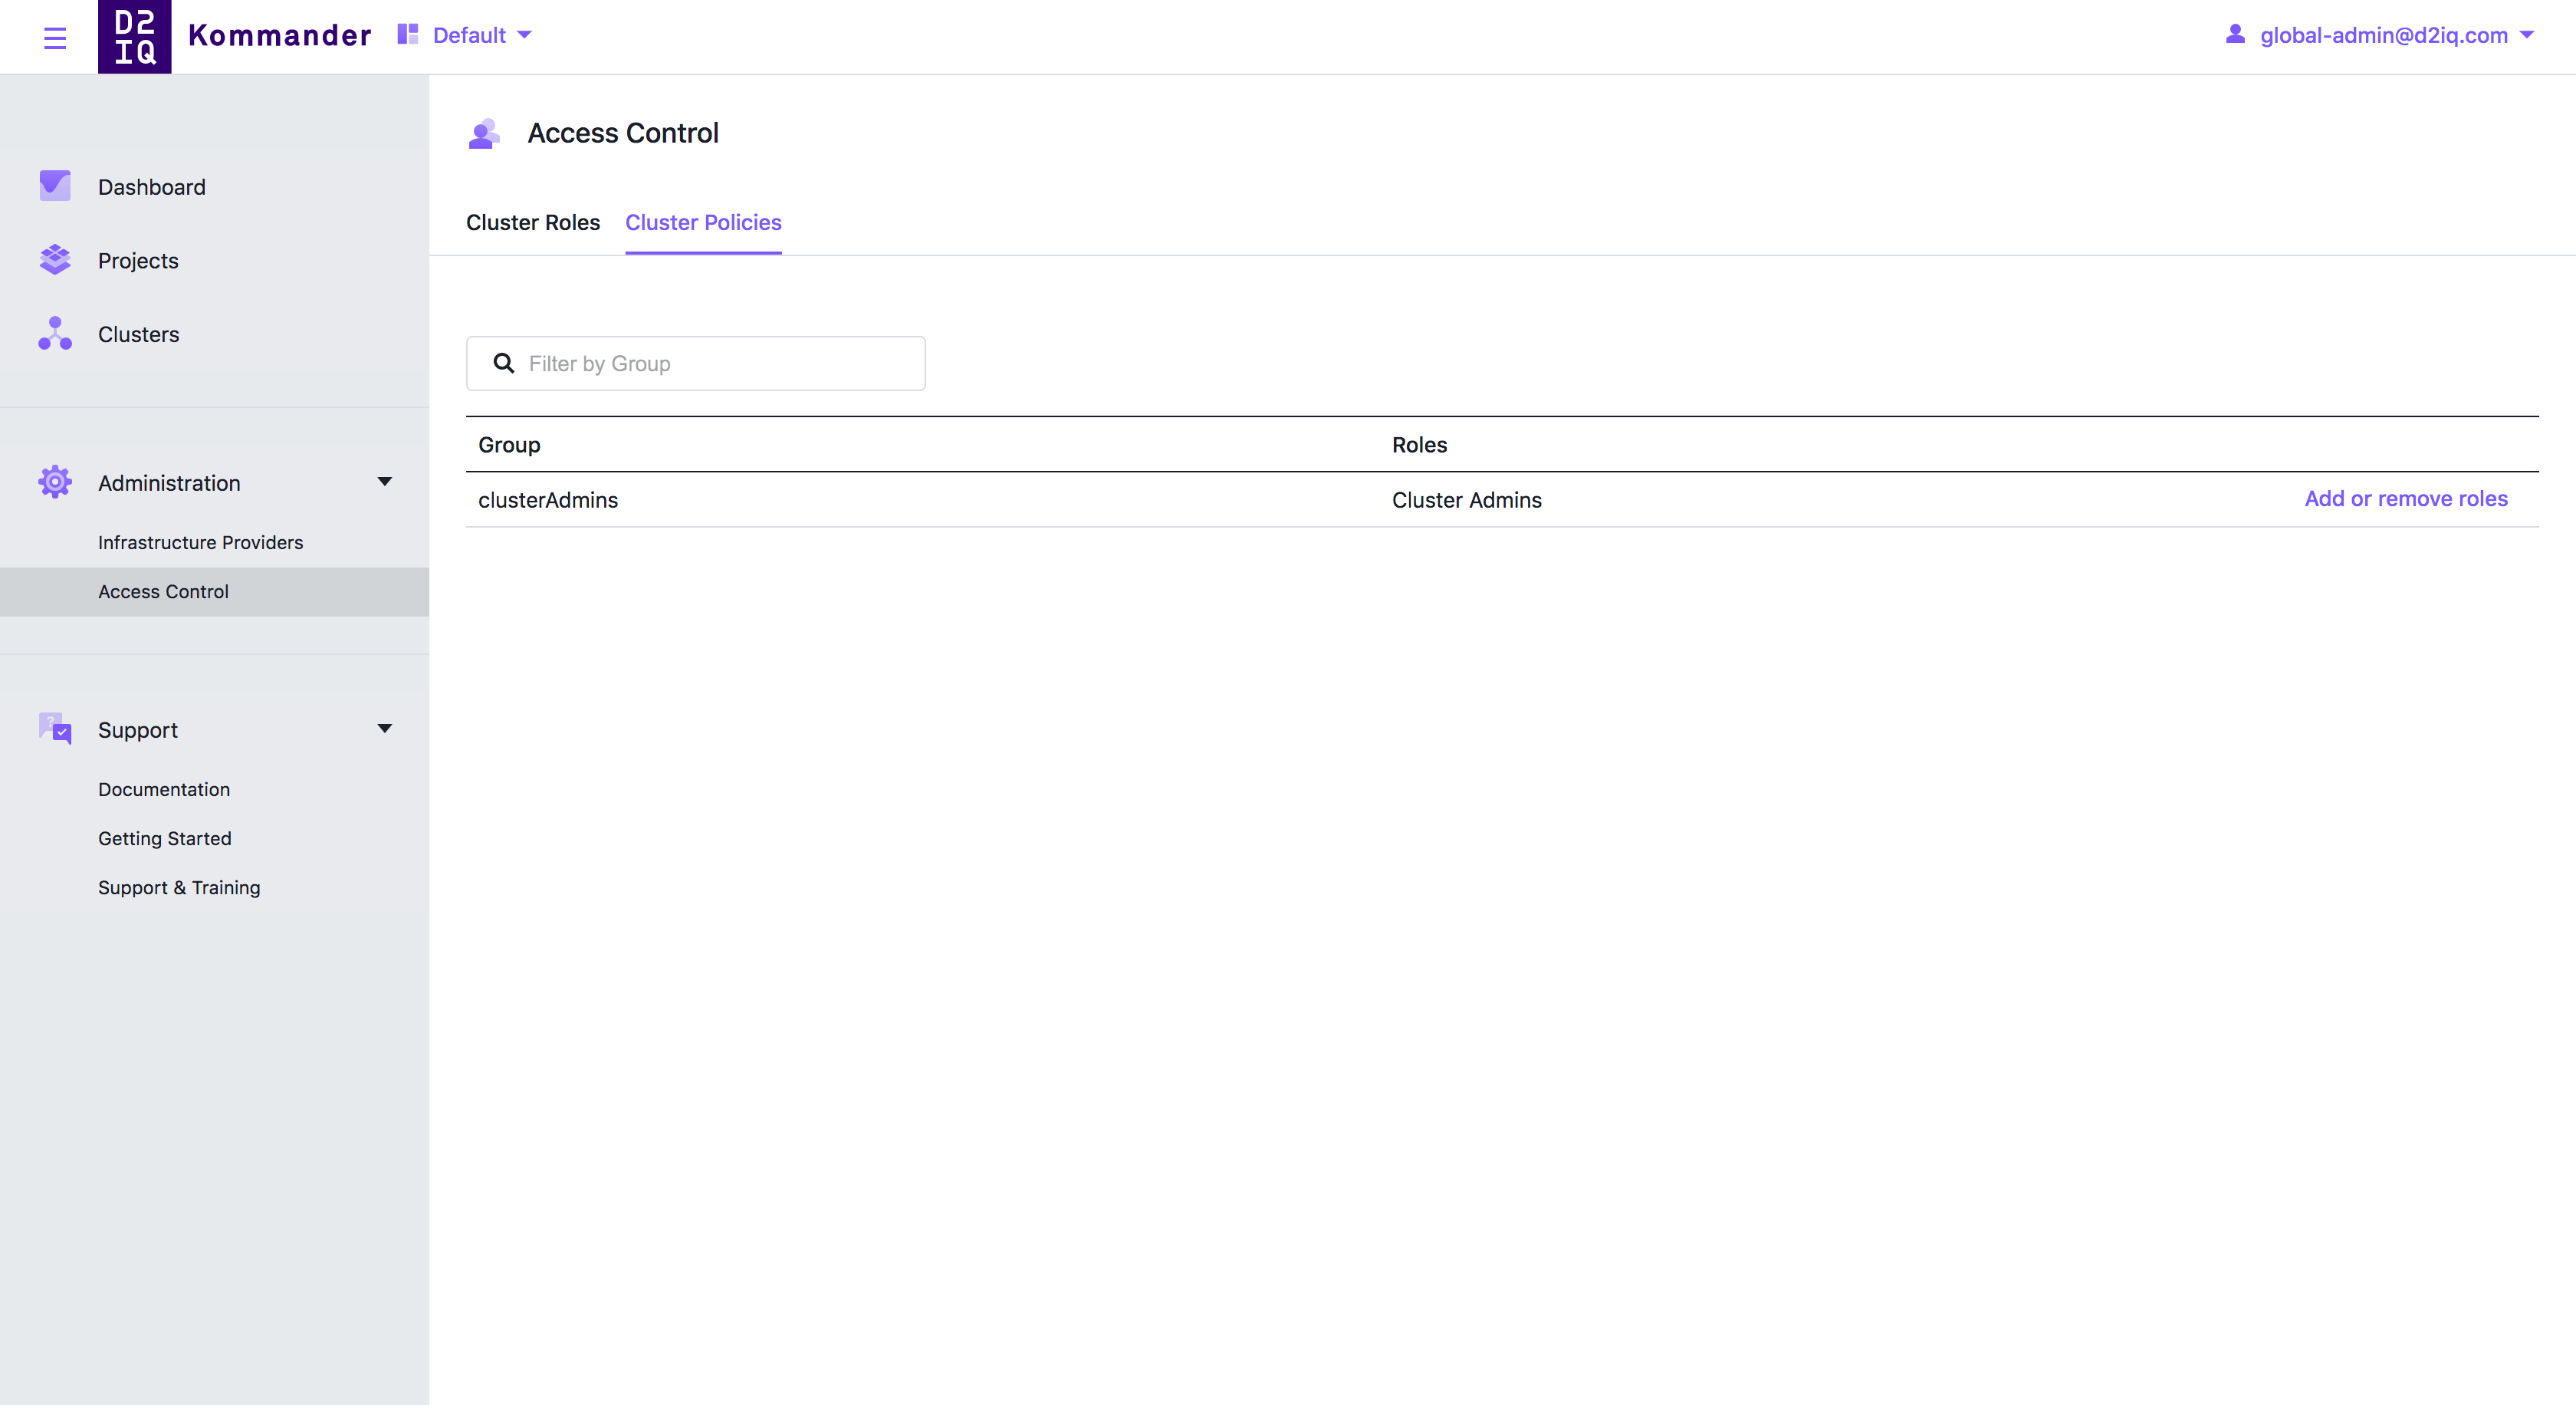 D2
IQ
Kommander
Default
global-admin@d2iq.com
Dashboard
Projects
Clusters
Administration
Infrastructure Providers
Access Control
Support
Documentation
Getting Started
Support & Training
Access Control
Cluster Roles Cluster Policies
Filter by Group
Group Roles
clusterAdmins Cluster Admins Add or remove roles